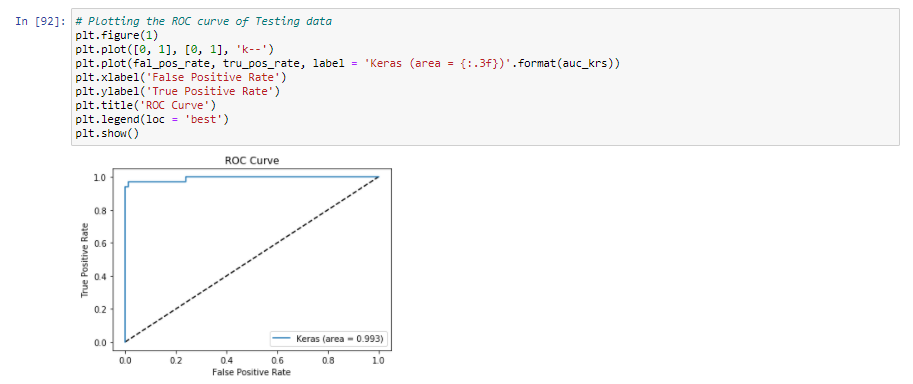 In [92]: # Plotting the ROC curve of Testing data
plt.figure(1)
plt.plot([0, 1], [0, 1], 'k--')
plt.plot(fal_pos_rate, tru_pos_rate, label = 'Keras (area = {:.3f})'.format(auc_krs))
plt.xlabel('False Positive Rate')
plt.ylabel('True Positive Rate')
plt.title('ROC Curve')
plt.legend(loc = 'best')
plt.show()
ROC Curve
True Positive Rate
1.0
0.8
0.6
0.4
0.2
0.0
Keras (area = 0.993)
0.0 0.2 0.4 0.6 0.8 1.0
False Positive Rate